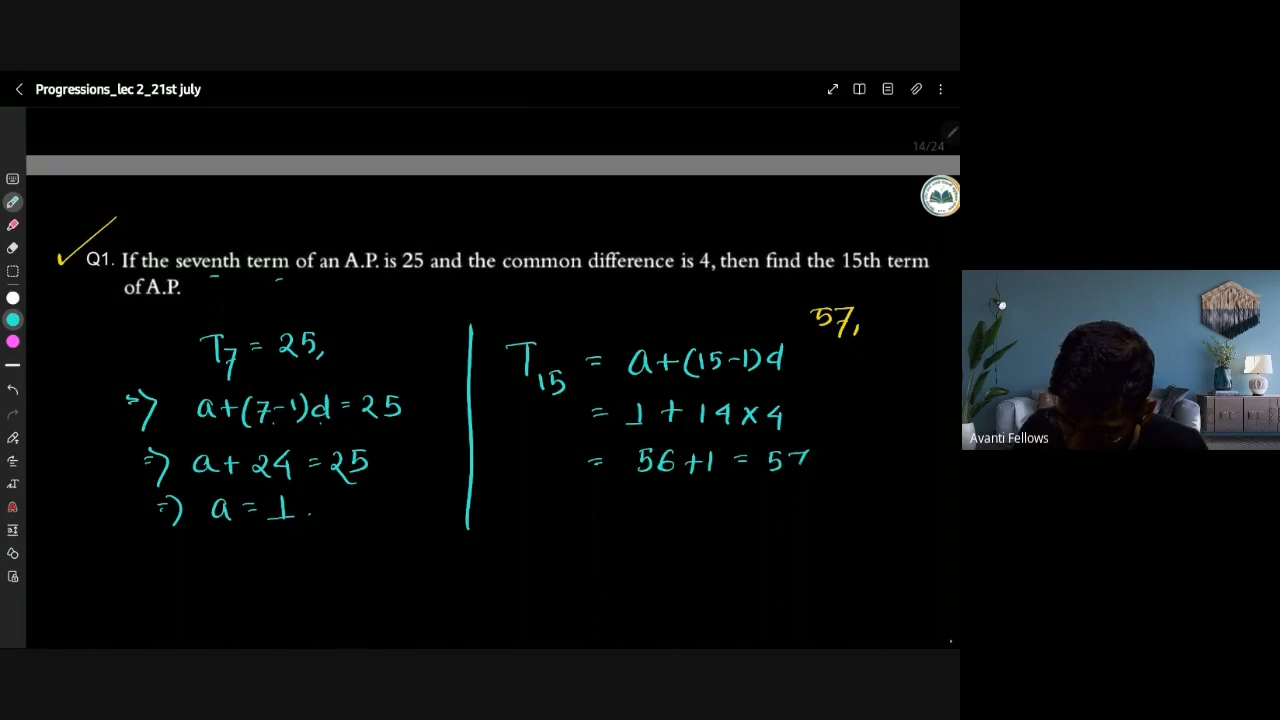 Progressions_lec 2_21st july
14/24
Q1. If the seventh term of an A.P. is 25 and the common difference is 4, then find the 15th term
of A.P.
57,
T7 = 25,
=> a+(7-1)d = 25
=> a + 24 = 25
=> a = 1.
T15 = a+(15-1)d
= 1 + 14 x 4
= 56 + 1 = 57
Avanti Fellows